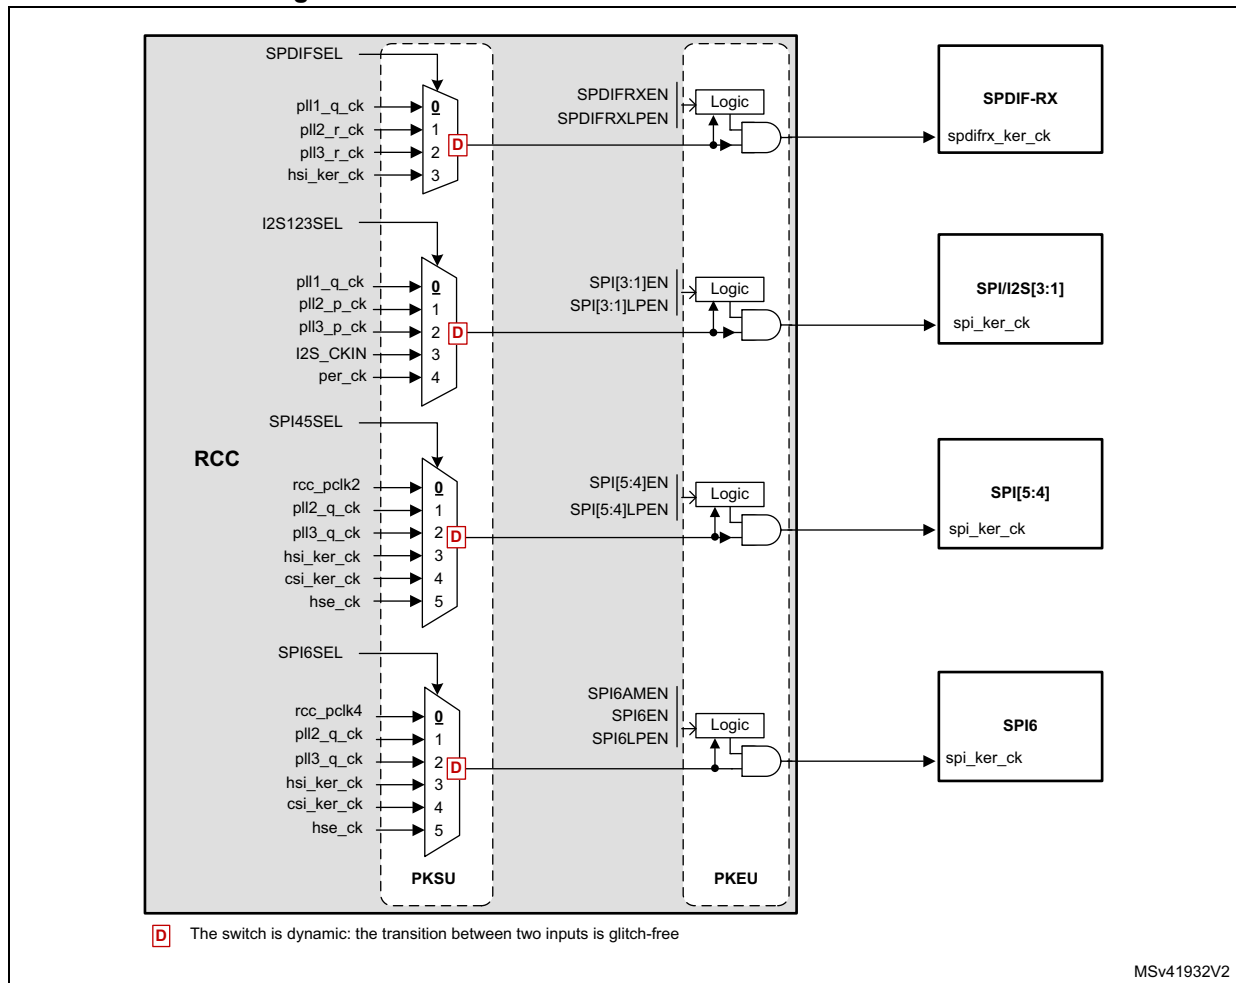 SPDIFSEL
pll1_q_ck
pll2_r_ck
pll3_r_ck
hsi_ker_ck
0
1
2
3
D
SPDIFRXEN
SPDIFRXLPEN
Logic
SPDIF-RX
spdifrx_ker_ck
I2S123SEL
pll1_q_ck
pll2_p_ck
pll3_p_ck
I2S_CKIN
per_ck
0
1
2
3
4
D
SPI[3:1]EN
SPI[3:1]LPEN
Logic
SPI/I2S[3:1]
spi_ker_ck
SPI45SEL
RCC
rcc_pclk2
pll2_q_ck
pll3_q_ck
hsi_ker_ck
csi_ker_ck
hse_ck
0
1
2
3
4
5
D
SPI[5:4]EN
SPI[5:4]LPEN
Logic
SPI[5:4]
spi_ker_ck
SPI6SEL
rcc_pclk4
pll2_q_ck
pll3_q_ck
hsi_ker_ck
csi_ker_ck
hse_ck
0
1
2
3
4
5
D
SPI6AMEN
SPI6EN
SPI6LPEN
Logic
SPI6
spi_ker_ck
PKSU
PKEU
D The switch is dynamic: the transition between two inputs is glitch-free
MSv41932V2